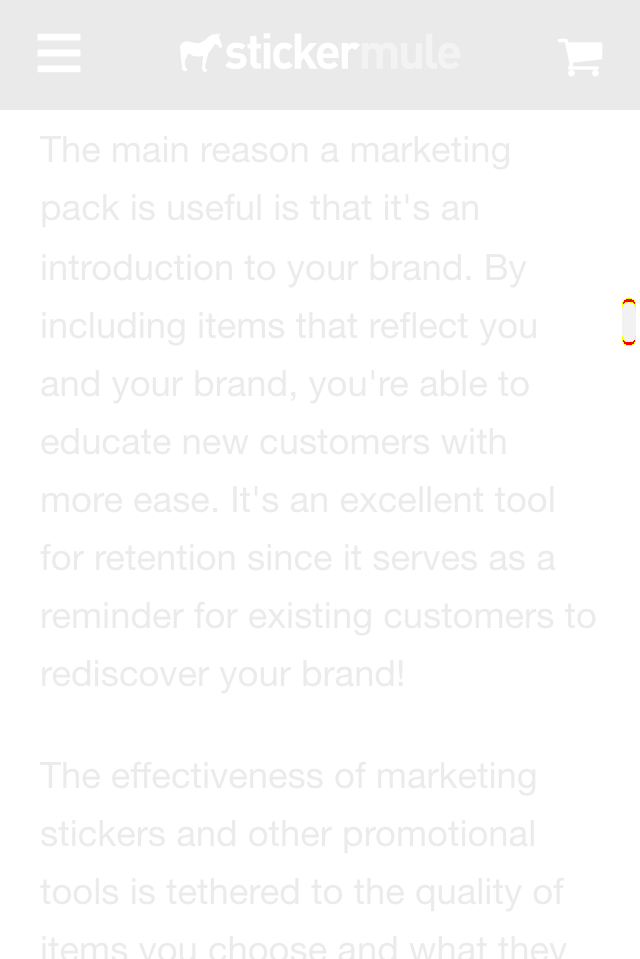 stickermule
The main reason a marketing
pack is useful is that it's an
introduction to your brand. By
including items that reflect you
and your brand, you're able to
educate new customers with
more ease. It's an excellent tool
for retention since it serves as a
reminder for existing customers to
rediscover your brand!
The effectiveness of marketing
stickers and other promotional
tools is tethered to the quality of
items you choose and what they